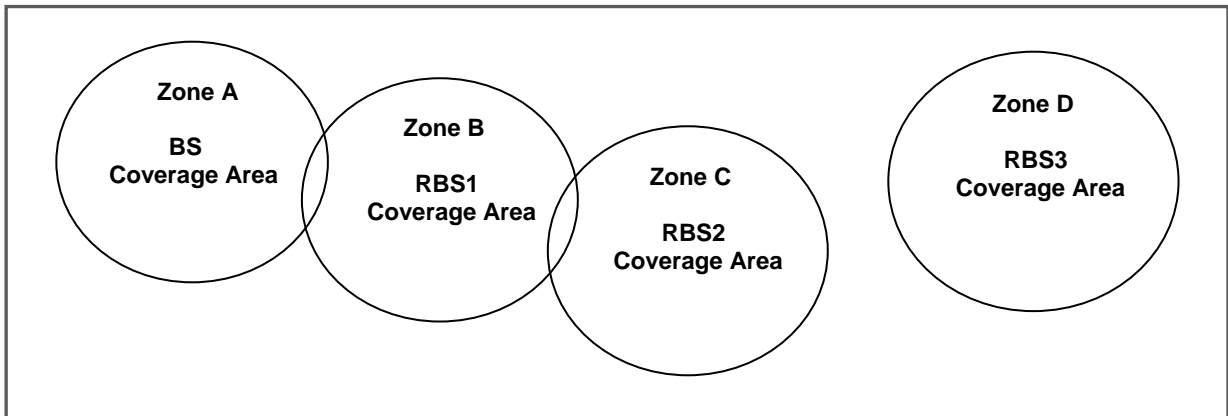 Zone A
BS
Coverage Area
Zone B
RBS1
Coverage Area
Zone C
RBS2
Coverage Area
Zone D
RBS3
Coverage Area